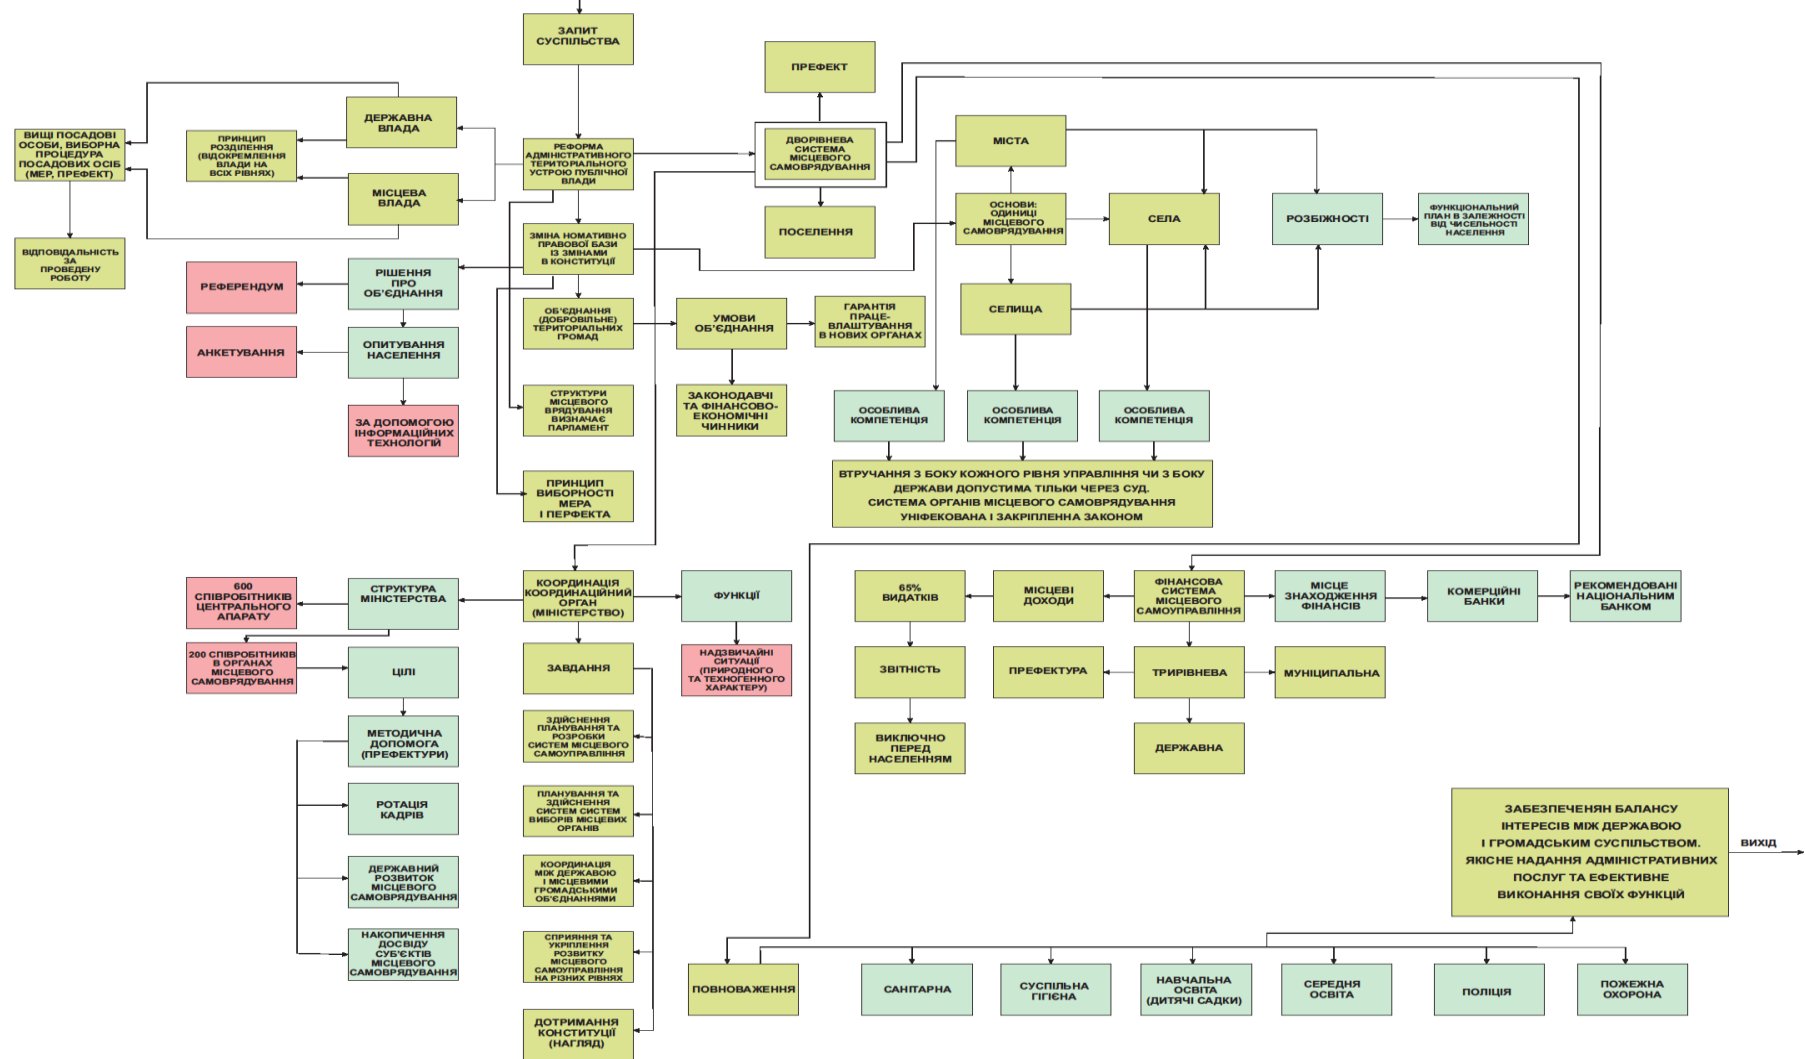 ЗАПИТ
СУСПІЛЬСТВА
ПРЕФЕКТ
ДЕРЖАВНА
ВЛАДА
ВИЩІ ПОСАДОВІ
ОСОБИ, ВИБОРНА
ПРОЦЕДУРА
ПОСАДОВИХ ОСІБ
(МЕР, ПРЕФЕКТ)
ПРИНЦИП
РОЗДІЛЕННЯ
(ВІДОКРЕМЛЕННЯ
ВЛАДИ НА
ВСІХ РІВНЯХ)
МІСЦЕВА
ВЛАДА
РЕФОРМА
АДМІНІСТРАТИВНОГО
ТЕРИТОРІАЛЬНОГО
УСТРОЮ ПУБЛІЧНОЇ
ВЛАДИ
ДВОРІВНЕВА
СИСТЕМА
МІСЦЕВОГО
САМОВРЯДУВАННЯ
МІСТА
ВІДПОВІДАЛЬНІСТЬ
ЗА
ПРОВЕДЕНУ
РОБОТУ
ЗМІНА НОМАТИВНО
ПРАВОВОЇ БАЗИ
ІЗ ЗМІНАМИ
В КОНСТИТУЦІЇ
ПОСЕЛЕННЯ
ОСНОВИ:
ОДИНИЦІ
МІСЦЕВОГО
САМОВРЯДУВАННЯ
СЕЛА
РОЗБІЖНОСТІ
ФУНКЦІОНАЛЬНИЙ
ПЛАН В ЗАЛЕЖНОСТІ
ВІД ЧИСЕЛЬНОСТІ
НАСЕЛЕННЯ
РЕФЕРЕНДУМ
РІШЕННЯ
ПРО
ОБ'ЄДНАННЯ
АНКЕТУВАННЯ
ОПИТУВАННЯ
НАСЕЛЕННЯ
ЗА ДОПОМОГОЮ
ІНФОРМАЦІЙНИХ
ТЕХНОЛОГІЙ
ОБ'ЄДНАННЯ
(ДОБРОВІЛЬНЕ)
ТЕРИТОРІАЛЬНИХ
ГРОМАД
УМОВИ
ОБ'ЄДНАННЯ
ГАРАНТІЯ
ПРАЦЕ-
ВЛАШТУВАННЯ
В НОВИХ ОРГАНАХ
СЕЛИЩА
СТРУКТУРИ
МІСЦЕВОГО
ВРЯДУВАННЯ
ВИЗНАЧАЄ
ПАРЛАМЕНТ
ЗАКОНОДАВЧІ
ТА ФІНАНСОВО-
ЕКОНОМІЧНІ
ЧИННИКИ
ОСОБЛИВА
КОМПЕТЕНЦІЯ
ОСОБЛИВА
КОМПЕТЕНЦІЯ
ОСОБЛИВА
КОМПЕТЕНЦІЯ
ПРИНЦИП
ВИБОРНОСТІ
МЕРА
І ПЕРФЕКТА
ВТРУЧАННЯ З БОКУ КОЖНОГО РІВНЯ УПРАВЛІННЯ ЧИ З БОКУ
ДЕРЖАВИ ДОПУСТИМА ТІЛЬКИ ЧЕРЕЗ СУД.
СИСТЕМА ОРГАНІВ МІСЦЕВОГО САМОВРЯДУВАННЯ
УНІФЕКОВАНА І ЗАКРІПЛЕННА ЗАКОНОМ
600
СПІВРОБІТНИКІВ
ЦЕНТРАЛЬНОГО
АПАРАТУ
СТРУКТУРА
МІНІСТЕРСТВА
КООРДИНАЦІЯ
КООРДИНАЦІЙНИЙ
ОРГАН
(МІНІСТЕРСТВО)
ФУНКЦІЇ
65%
ВИДАТКІВ
МІСЦЕВІ
ДОХОДИ
ФІНАНСОВА
СИСТЕМА
МІСЦЕВОГО
САМОУПРАВЛІННЯ
МІСЦЕ
ЗНАХОДЖЕННЯ
ФІНАНСІВ
КОМЕРЦІЙНІ
БАНКИ
РЕКОМЕНДОВАНІ
НАЦІОНАЛЬНИМ
БАНКОМ
200 СПІВРОБІТНИКІВ
В ОРГАНАХ
МІСЦЕВОГО
САМОВРЯДУВАННЯ
ЦІЛІ
ЗАВДАННЯ
НАДЗВИЧАЙНІ
СИТУАЦІЇ
(ПРИРОДНОГО
ТА ТЕХНОГЕННОГО
ХАРАКТЕРУ)
ЗВІТНІСТЬ
ПРЕФЕКТУРА
ТРИРІВНЕВА
МУНІЦИПАЛЬНА
МЕТОДИЧНА
ДОПОМОГА
(ПРЕФЕКТУРИ)
ЗДІЙСНЕННЯ
ПЛАНУВАННЯ ТА
РОЗРОБКИ
СИСТЕМ МІСЦЕВОГО
САМОУПРАВЛІННЯ
ВИКЛЮЧНО
ПЕРЕД
НАСЕЛЕННЯМ
ДЕРЖАВНА
РОТАЦІЯ
КАДРІВ
ПЛАНУВАННЯ ТА
ЗДІЙСНЕННЯ
СИСТЕМ СИСТЕМ
ВИБОРІВ МІСЦЕВИХ
ОРГАНІВ
ДЕРЖАВНИЙ
РОЗВИТОК
МІСЦЕВОГО
САМОВРЯДУВАННЯ
КООРДИНАЦІЯ
МІЖ ДЕРЖАВОЮ
І МІСЦЕВИМИ
ГРОМАДСЬКИМИ
ОБ'ЄДНАННЯМИ
ЗАБЕЗПЕЧЕНЯН БАЛАНСУ
ІНТЕРЕСІВ МІЖ ДЕРЖАВОЮ
І ГРОМАДСЬКИМ СУСПІЛЬСТВОМ.
ЯКІСНЕ НАДАННЯ АДМІНІСТРАТИВНИХ
ПОСЛУГ ТА ЕФЕКТИВНЕ
ВИКОНАННЯ СВОЇХ ФУНКЦІЙ
ВИХІД
НАКОПИЧЕННЯ
ДОСВІДУ
СУБ'ЄКТІВ
МІСЦЕВОГО
САМОВРЯДУВАННЯ
СПРИЯННЯ ТА
УКРІПЛЕННЯ
РОЗВИТКУ
МІСЦЕВОГО
САМОУПРАВЛІННЯ
НА РІЗНИХ РІВНЯХ
ДОТРИМАННЯ
КОНСТИТУЦІЇ
(НАГЛЯД)
ПОВНОВАЖЕННЯ
САНІТАРНА
СУСПІЛЬНА
ГІГІЄНА
НАВЧАЛЬНА
ОСВІТА
(ДИТЯЧІ САДКИ)
СЕРЕДНЯ
ОСВІТА
ПОЛІЦІЯ
ПОЖЕЖНА
ОХОРОНА